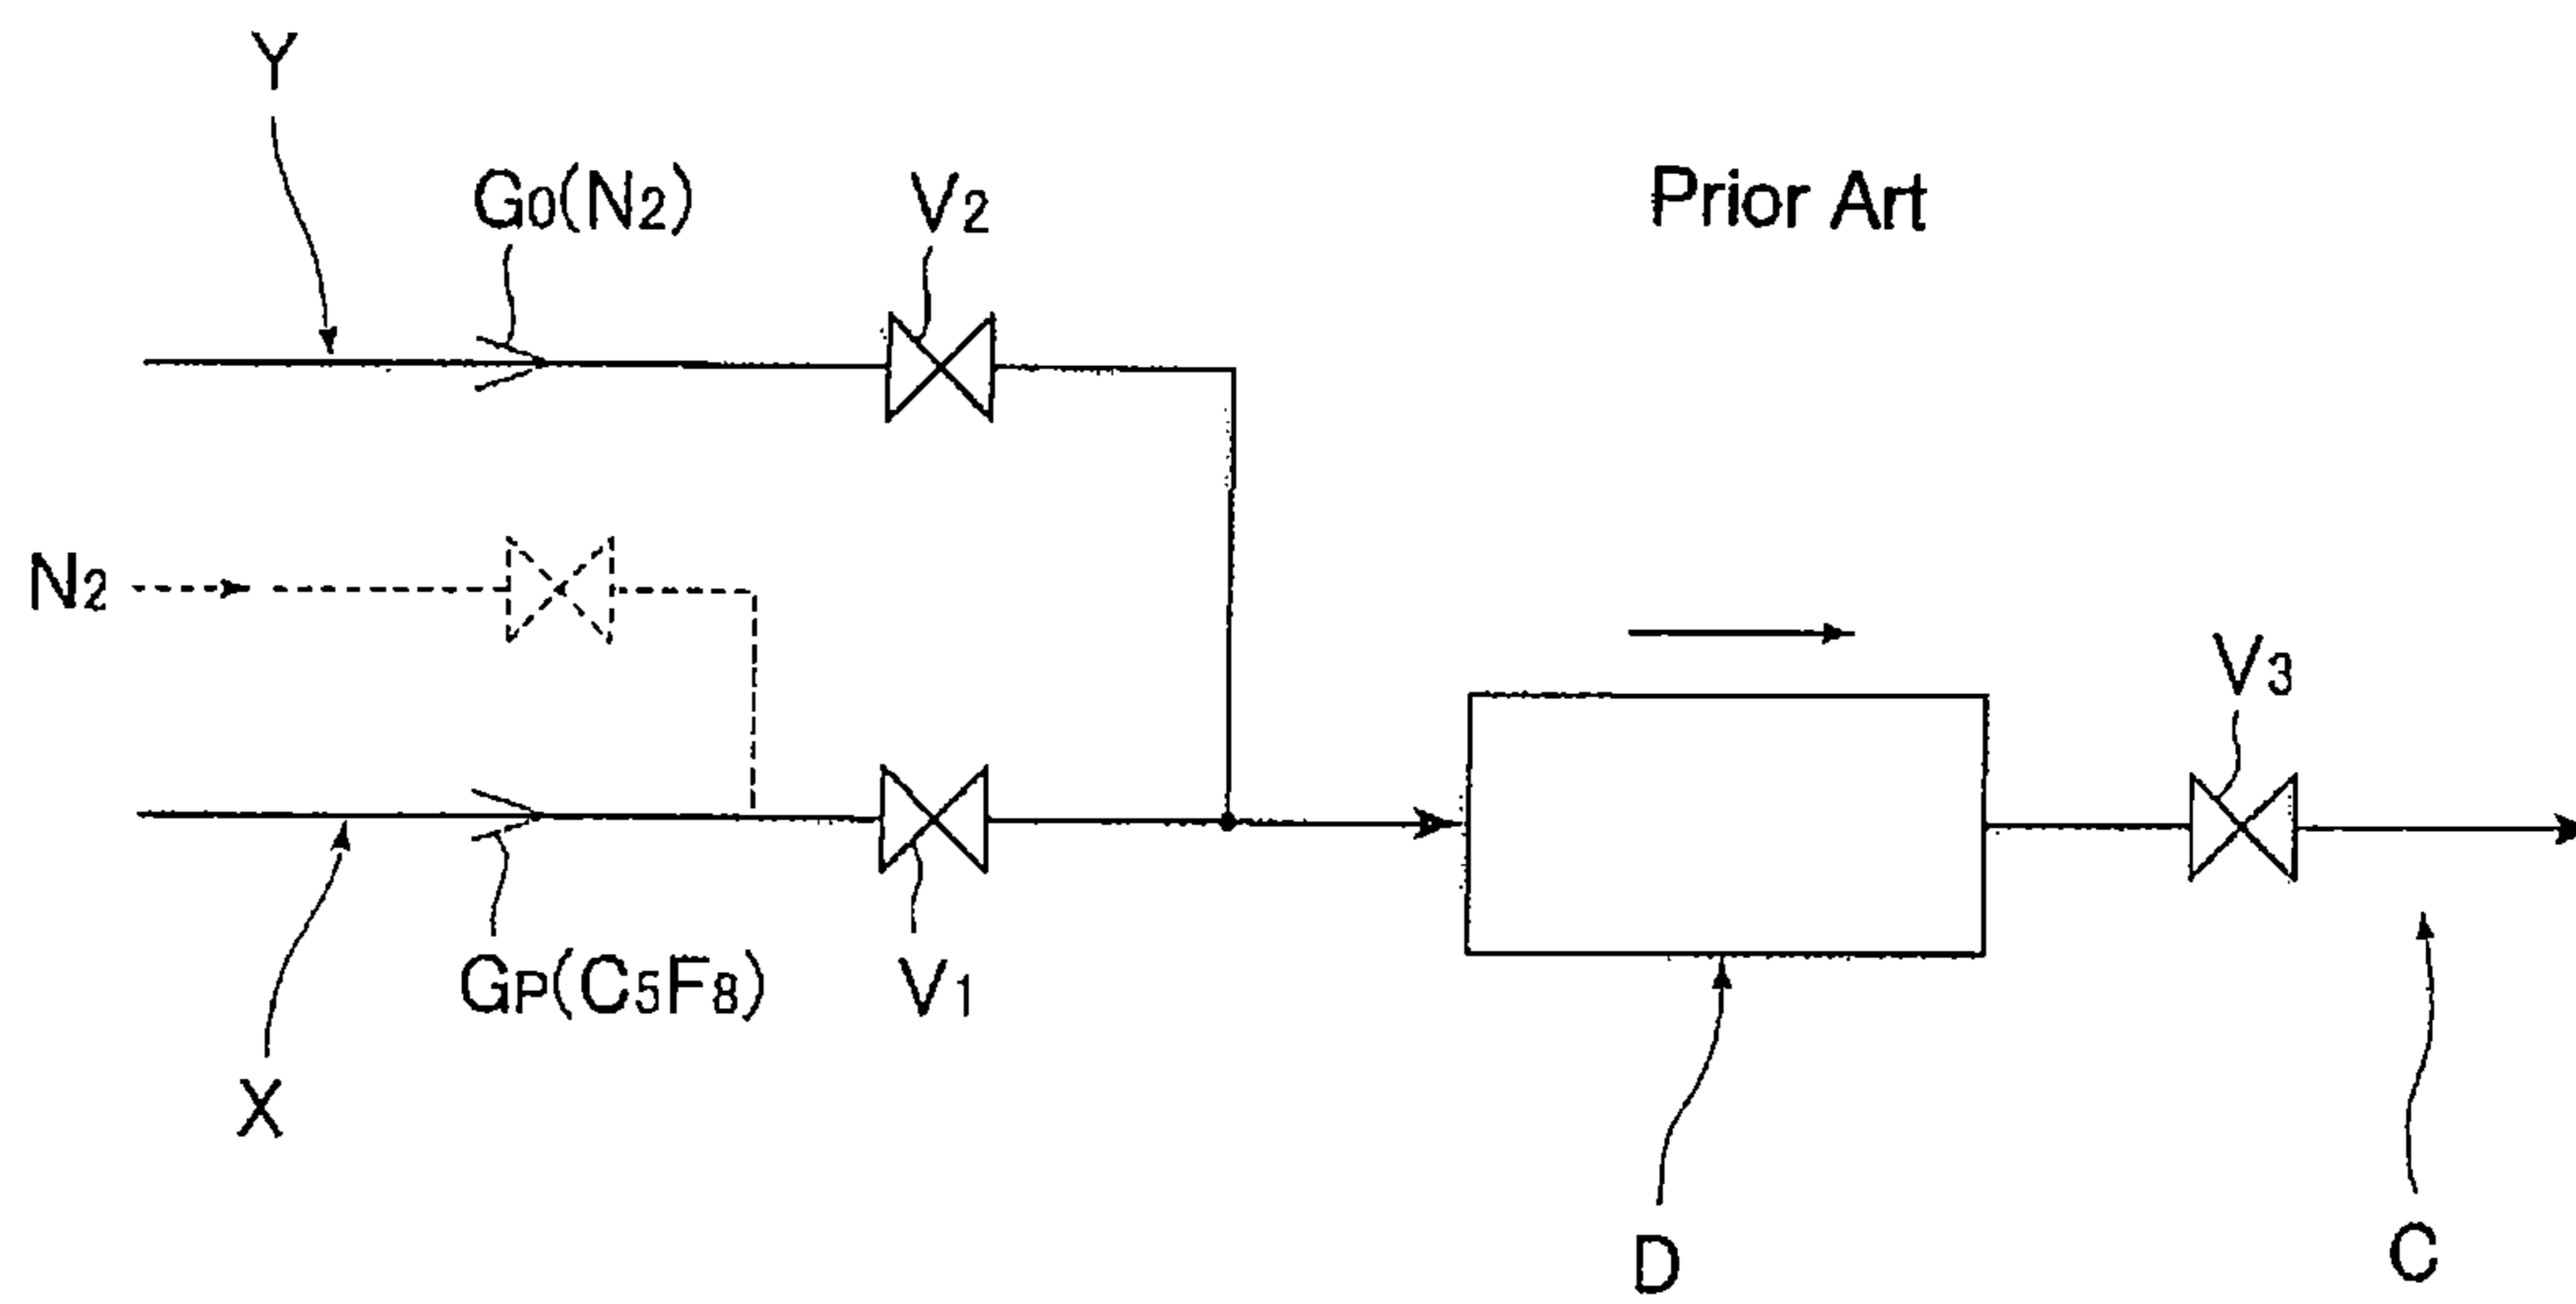 Y
G0(N2)
V2
Prior Art
N2
V3
GP(C5F8)
V1
X
D
C